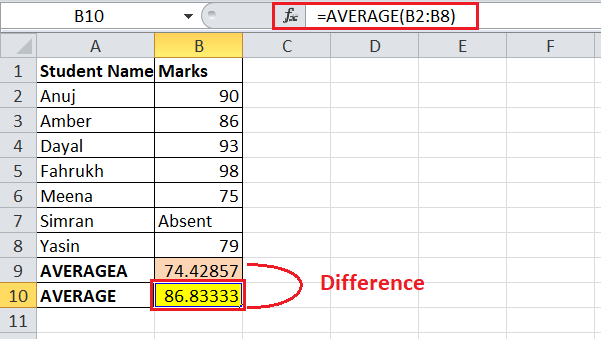 B10 fx =AVERAGE(B2:B8)
A B C D E F
1 Student Name Marks
2 Anuj 90
3 Amber 86
4 Dayal 93
5 Fahrukh 98
6 Meena 75
7 Simran Absent
8 Yasin 79
9 AVERAGEA 74.42857
Difference
10 AVERAGE 86.83333
11